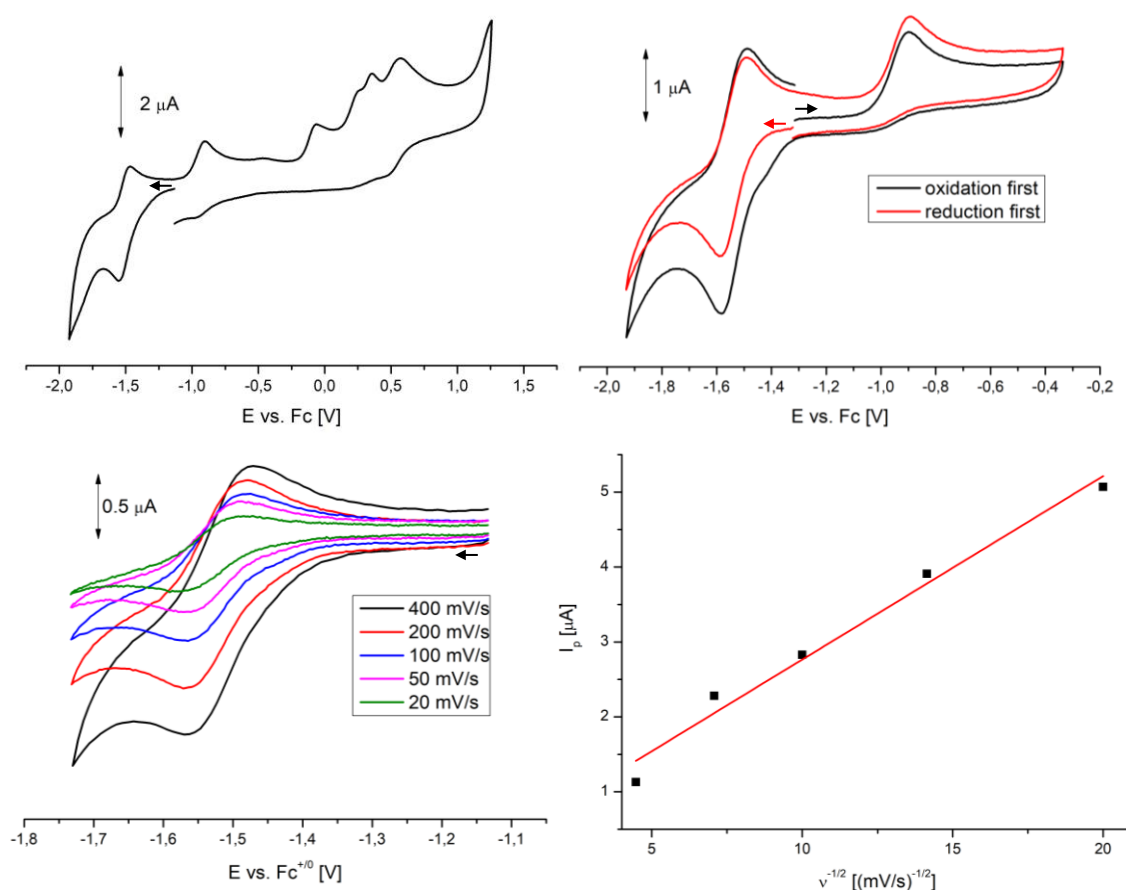 2 μA
-2,0 -1,5 -1,0 -0,5 0,0 0,5 1,0 1,5
E vs. Fc [V]
1 μA
oxidation first
reduction first
-2,0 -1,8 -1,6 -1,4 -1,2 -1,0 -0,8 -0,6 -0,4 -0,2
E vs. Fc [V]
0.5 μA
400 mV/s
200 mV/s
100 mV/s
50 mV/s
20 mV/s
-1,8 -1,7 -1,6 -1,5 -1,4 -1,3 -1,2 -1,1
E vs. Fc⁺/⁰ [V]
5
4
3
2
1
I_p [μA]
5 10 15 20
ν⁻¹/² [(mV/s)⁻¹/²]